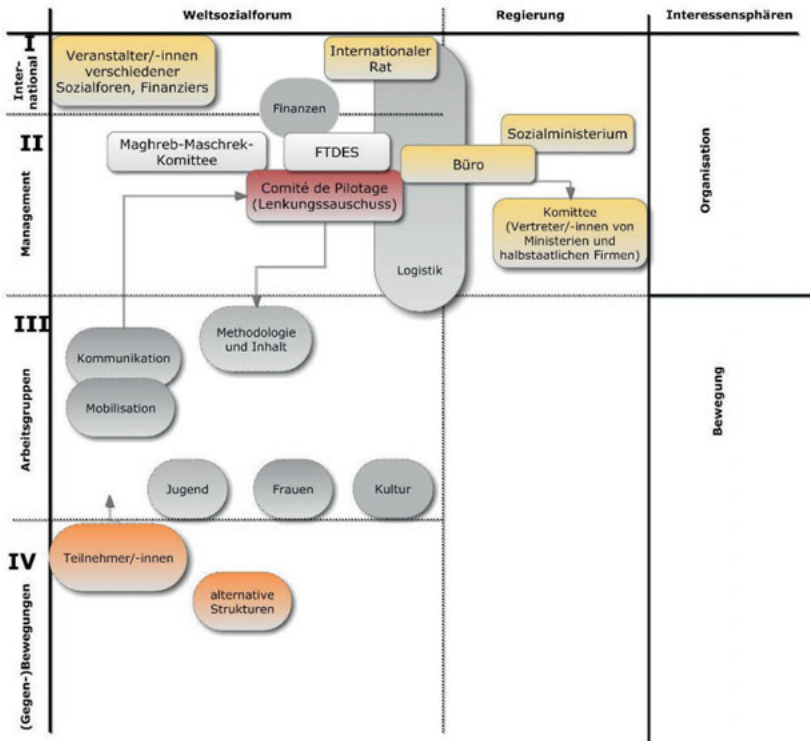 Weltsozialforum
Regierung
Interessensphären
I
Inter-
national
Veranstalter/-innen
verschiedener
Sozialforen, Finanziers
Internationaler
Rat
Finanzen
II
Management
Maghreb-Maschrek-
Komittee
FTDES
Sozialministerium
Büro
Comité de Pilotage
(Lenkungssauschuss)
Komittee
(Vertreter/-innen von
Ministerien und
halbstaatlichen Firmen)
Logistik
Organisation
III
Arbeitsgruppen
Methodologie
und Inhalt
Kommunikation
Mobilisation
Bewegung
Jugend
Frauen
Kultur
IV
(Gegen-)Bewegungen
Teilnehmer/-innen
alternative
Strukturen